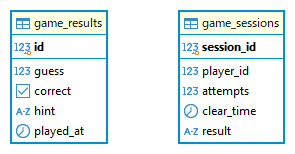 game_results
123 id
123 guess
correct
A-Z hint
played_at
game_sessions
123 session_id
123 player_id
123 attempts
clear_time
A-Z result